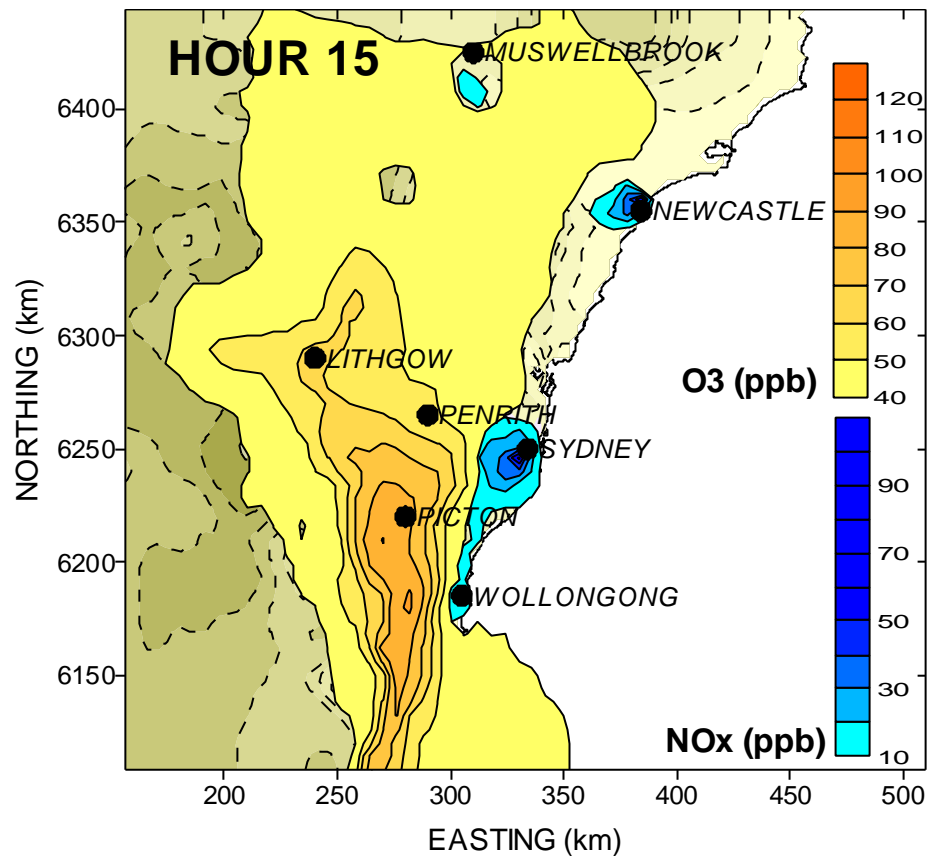 HOUR 15
MUSWELLBROOK
NEWCASTLE
LITHGOW
PENRITH
SYDNEY
PICTON
WOLLONGONG
NORTHING (km)
6400
6350
6300
6250
6200
6150
200 250 300 350 400 450 500
EASTING (km)
120
110
100
90
80
70
60
50
40
O3 (ppb)
90
70
50
30
10
NOx (ppb)